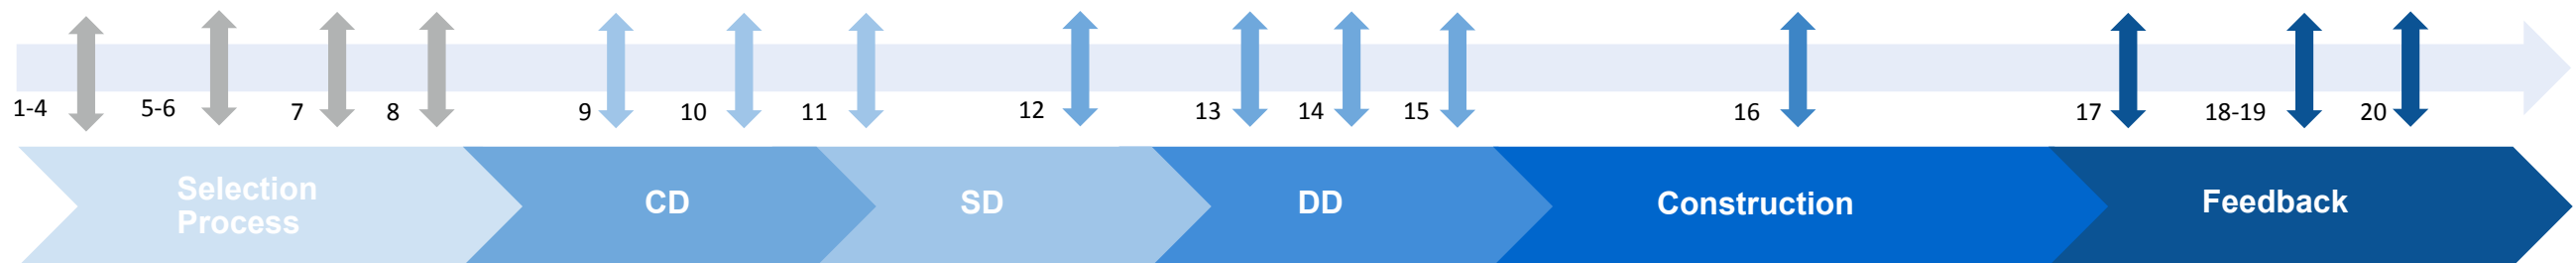 1-4
5-6
7
8
9
10
11
12
13
14
15
16
17
18-19
20
Selection
Process
CD
SD
DD
Construction
Feedback